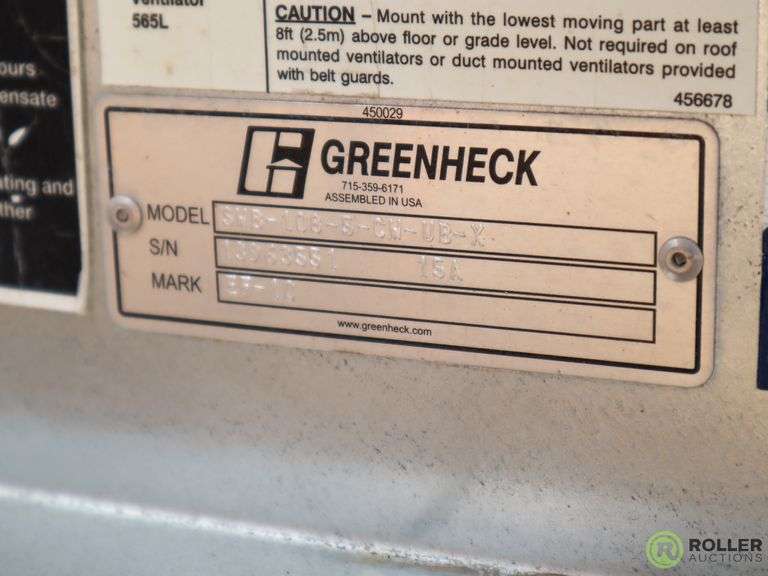 Ventilator
565L
CAUTION – Mount with the lowest moving part at least
8ft (2.5m) above floor or grade level. Not required on roof
mounted ventilators or duct mounted ventilators provided
with belt guards.
456678
ours
ensate
ating and
ther
450029
GREENHECK
715-359-6171
ASSEMBLED IN USA
MODEL
S/N 15A
MARK
www.greenheck.com
ROLLER
AUCTIONS